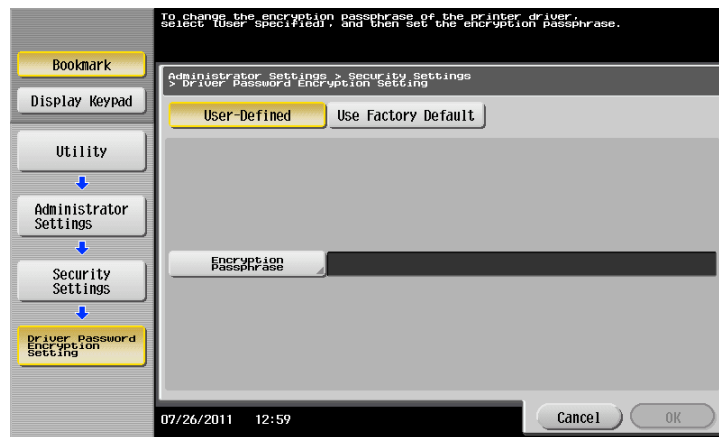 To change the encryption passphrase of the printer driver,
select [User Specified], and then set the encryption passphrase.
Bookmark
Display Keypad
Utility
Administrator
Settings
Security
Settings
Driver Password
Encryption
Setting
Administrator Settings > Security Settings
> Driver Password Encryption Setting
User-Defined
Use Factory Default
Encryption
Passphrase
07/26/2011 12:59
Cancel
OK